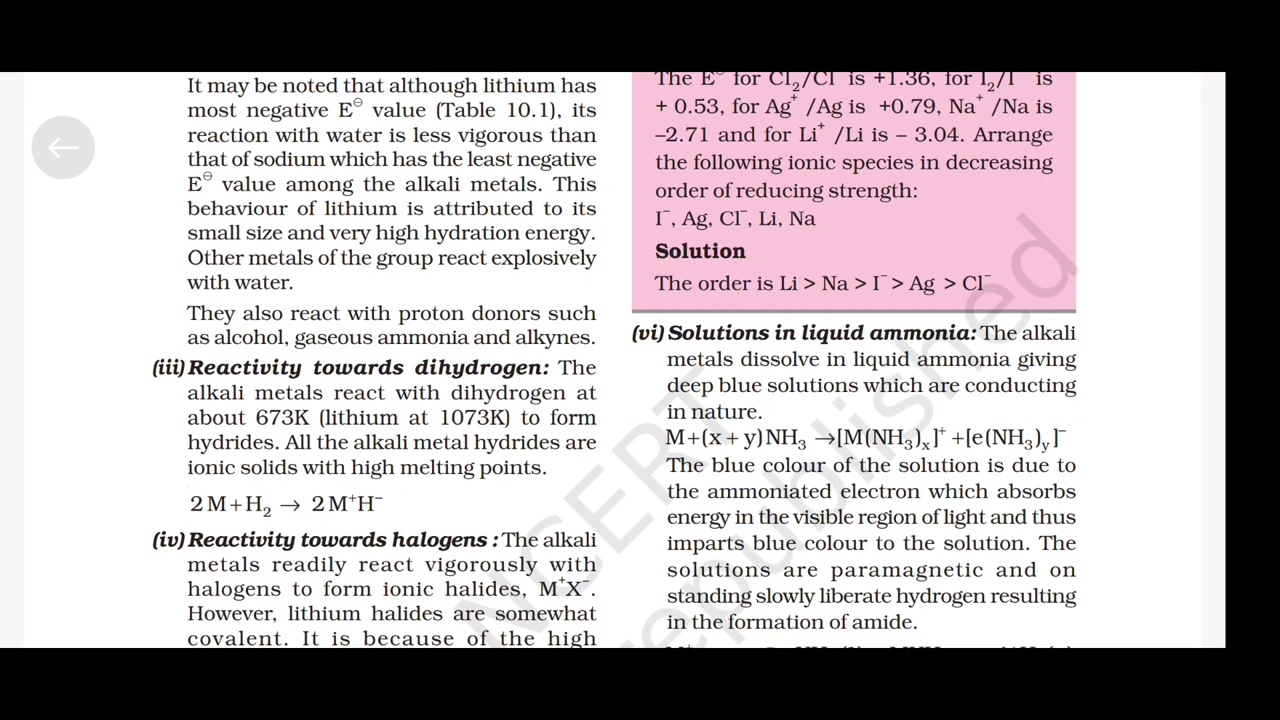 It may be noted that although lithium has
most negative E⊖ value (Table 10.1), its
reaction with water is less vigorous than
that of sodium which has the least negative
E⊖ value among the alkali metals. This
behaviour of lithium is attributed to its
small size and very high hydration energy.
Other metals of the group react explosively
with water.
They also react with proton donors such
as alcohol, gaseous ammonia and alkynes.
(iii) Reactivity towards dihydrogen: The
alkali metals react with dihydrogen at
about 673K (lithium at 1073K) to form
hydrides. All the alkali metal hydrides are
ionic solids with high melting points.
2 M + H₂ → 2 M⁺H⁻
(iv) Reactivity towards halogens : The alkali
metals readily react vigorously with
halogens to form ionic halides, M⁺X⁻.
However, lithium halides are somewhat
covalent. It is because of the high
The E⊖ for Cl₂/Cl⁻ is +1.36, for I₂/I⁻ is
+ 0.53, for Ag⁺ /Ag is +0.79, Na⁺ /Na is
–2.71 and for Li⁺ /Li is – 3.04. Arrange
the following ionic species in decreasing
order of reducing strength:
I⁻, Ag, Cl⁻, Li, Na
Solution
The order is Li > Na > I⁻ > Ag > Cl⁻
(vi) Solutions in liquid ammonia: The alkali
metals dissolve in liquid ammonia giving
deep blue solutions which are conducting
in nature.
M + (x + y) NH₃ → [M(NH₃)ₓ]⁺ + [e(NH₃)ᵧ]⁻
The blue colour of the solution is due to
the ammoniated electron which absorbs
energy in the visible region of light and thus
imparts blue colour to the solution. The
solutions are paramagnetic and on
standing slowly liberate hydrogen resulting
in the formation of amide.
NCERT
republished